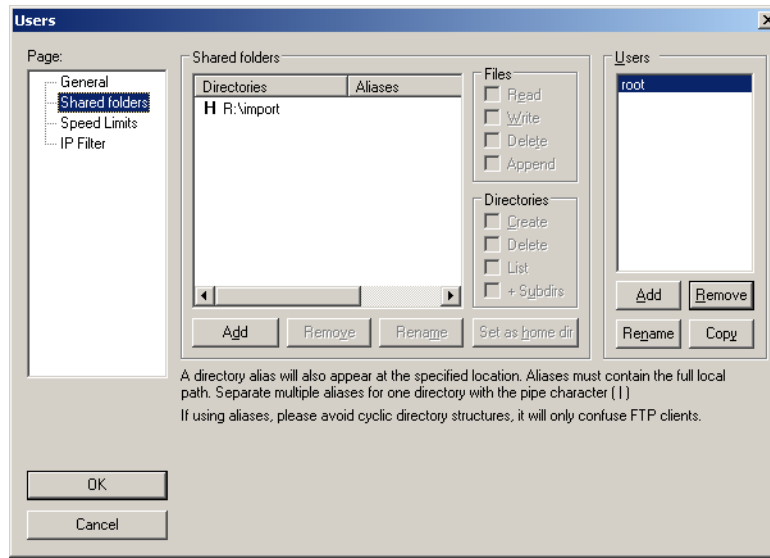 Users
Page:
General
Shared folders
Speed Limits
IP Filter
Shared folders
Directories Aliases
H R:\import
Files
Read
Write
Delete
Append
Directories
Create
Delete
List
+ Subdirs
Add Remove Rename Set as home dir
Users
root
Add Remove
Rename Copy
A directory alias will also appear at the specified location. Aliases must contain the full local
path. Separate multiple aliases for one directory with the pipe character ( | )
If using aliases, please avoid cyclic directory structures, it will only confuse FTP clients.
OK
Cancel